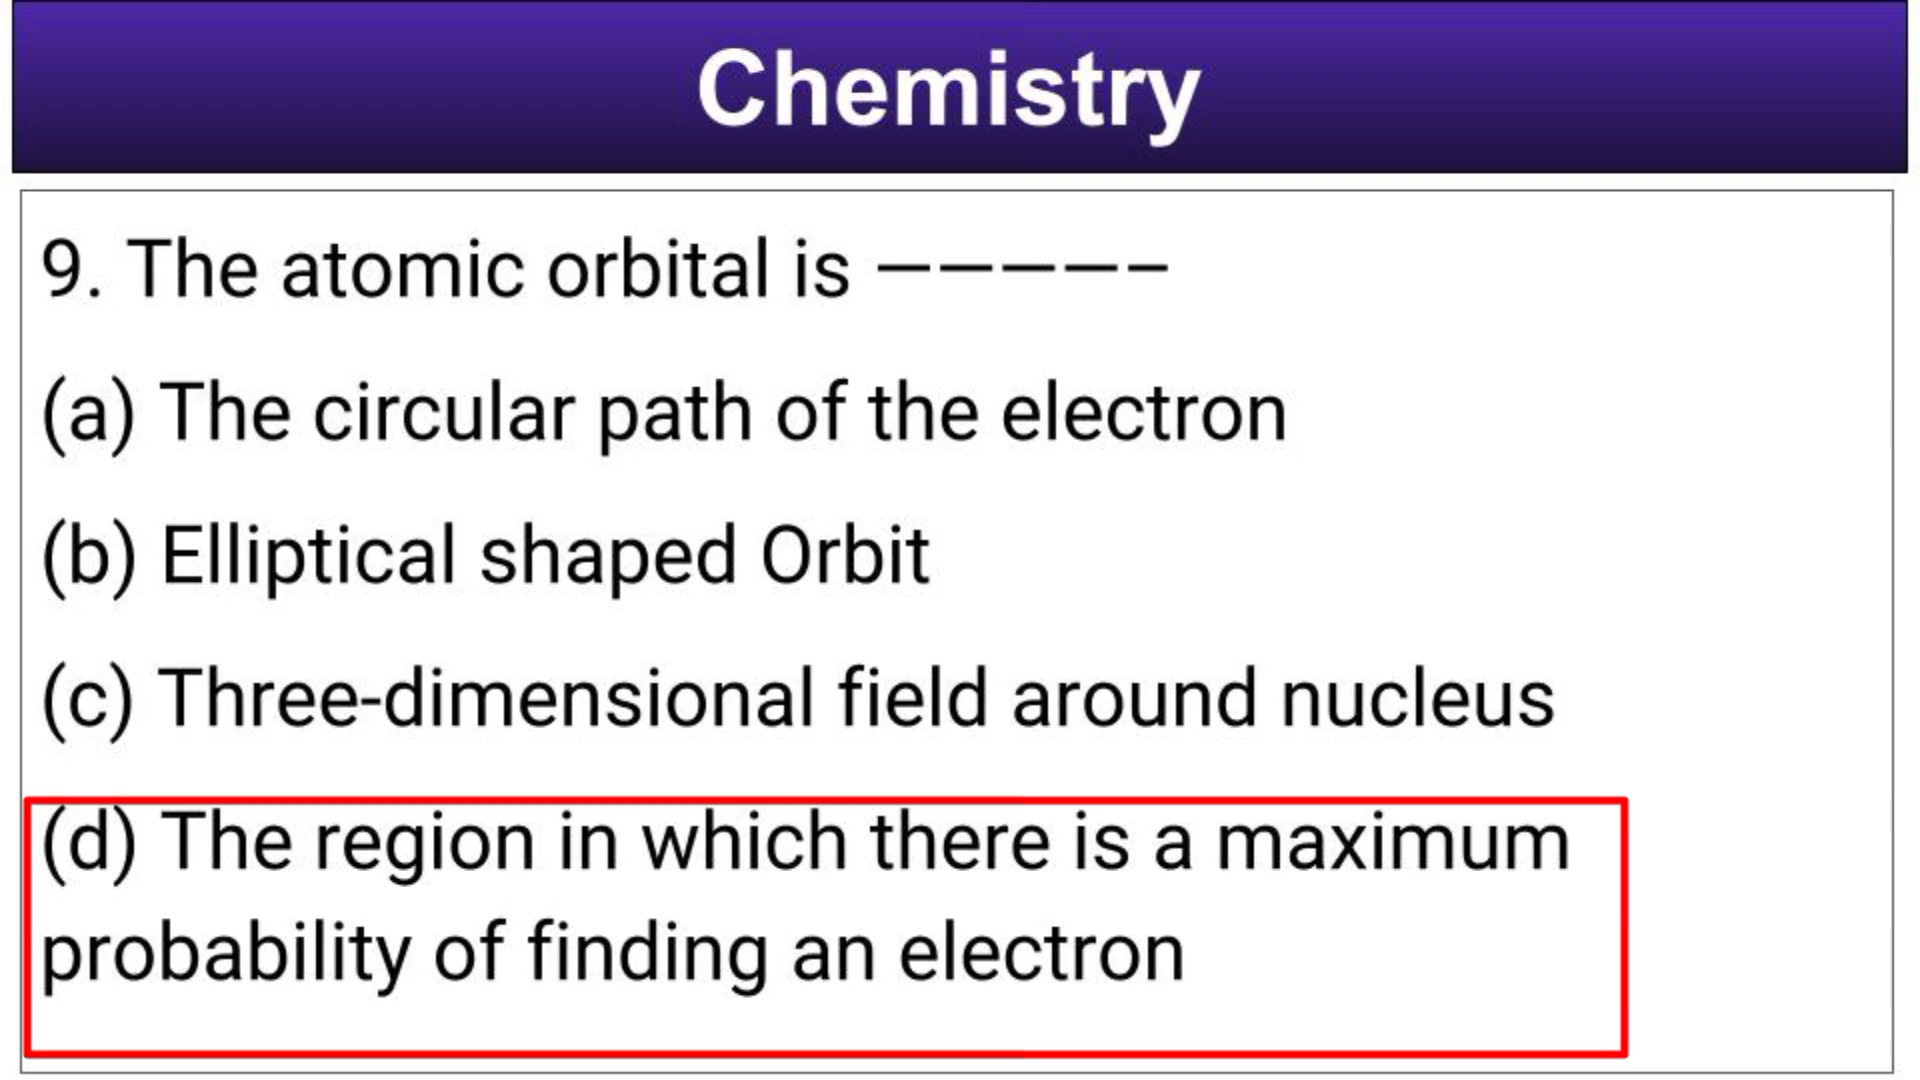 Chemistry
9. The atomic orbital is –––––
(a) The circular path of the electron
(b) Elliptical shaped Orbit
(c) Three-dimensional field around nucleus
(d) The region in which there is a maximum
probability of finding an electron